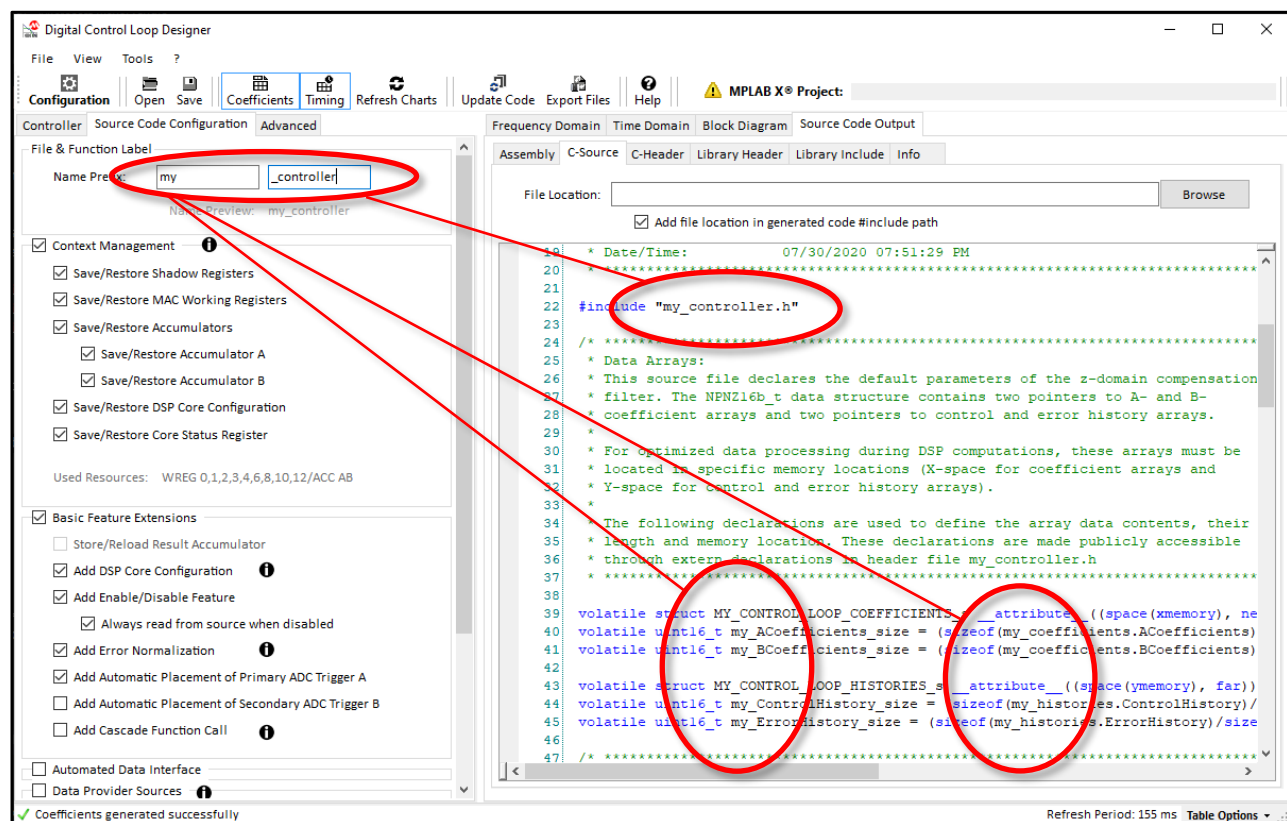 Digital Control Loop Designer
File View Tools ?
Configuration Open Save Coefficients Timing Refresh Charts Update Code Export Files Help MPLAB X® Project:
Controller Source Code Configuration Advanced
File & Function Label
Name Prefix: my _controller
Name Preview: my_controller
Context Management
Save/Restore Shadow Registers
Save/Restore MAC Working Registers
Save/Restore Accumulators
Save/Restore Accumulator A
Save/Restore Accumulator B
Save/Restore DSP Core Configuration
Save/Restore Core Status Register
Used Resources: WREG 0,1,2,3,4,6,8,10,12/ACC AB
Basic Feature Extensions
Store/Reload Result Accumulator
Add DSP Core Configuration
Add Enable/Disable Feature
Always read from source when disabled
Add Error Normalization
Add Automatic Placement of Primary ADC Trigger A
Add Automatic Placement of Secondary ADC Trigger B
Add Cascade Function Call
Automated Data Interface
Data Provider Sources
Frequency Domain Time Domain Block Diagram Source Code Output
Assembly C-Source C-Header Library Header Library Include Info
File Location: Browse
Add file location in generated code #include path
19 * Date/Time: 07/30/2020 07:51:29 PM
20 * ****************************************************************************
21
22 #include "my_controller.h"
23
24 /* ****************************************************************************
25 * Data Arrays:
26 * This source file declares the default parameters of the z-domain compensation
27 * filter. The NPNZ16b_t data structure contains two pointers to A- and B-
28 * coefficient arrays and two pointers to control and error history arrays.
29 *
30 * For optimized data processing during DSP computations, these arrays must be
31 * located in specific memory locations (X-space for coefficient arrays and
32 * Y-space for control and error history arrays).
33 *
34 * The following declarations are used to define the array data contents, their
35 * length and memory location. These declarations are made publicly accessible
36 * through extern declarations in header file my_controller.h
37 * ****************************************************************************
38
39 volatile struct MY_CONTROL_LOOP_COEFFICIENTS_s __attribute__((space(xmemory), ne
40 volatile uint16_t my_ACoefficients_size = (sizeof(my_coefficients.ACoefficients)
41 volatile uint16_t my_BCoefficients_size = (sizeof(my_coefficients.BCoefficients)
42
43 volatile struct MY_CONTROL_LOOP_HISTORIES_s __attribute__((space(ymemory), far))
44 volatile uint16_t my_ControlHistory_size = (sizeof(my_histories.ControlHistory)/
45 volatile uint16_t my_ErrorHistory_size = (sizeof(my_histories.ErrorHistory)/size
46
47 /* ****************************************************************************
Coefficients generated successfully
Refresh Period: 155 ms Table Options